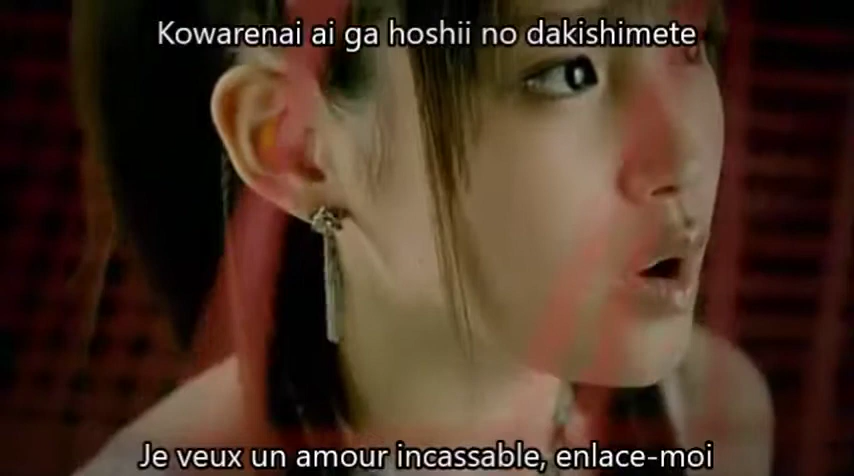 Kowarenai ai ga hoshii no dakishimete
Je veux un amour incassable, enlace-moi